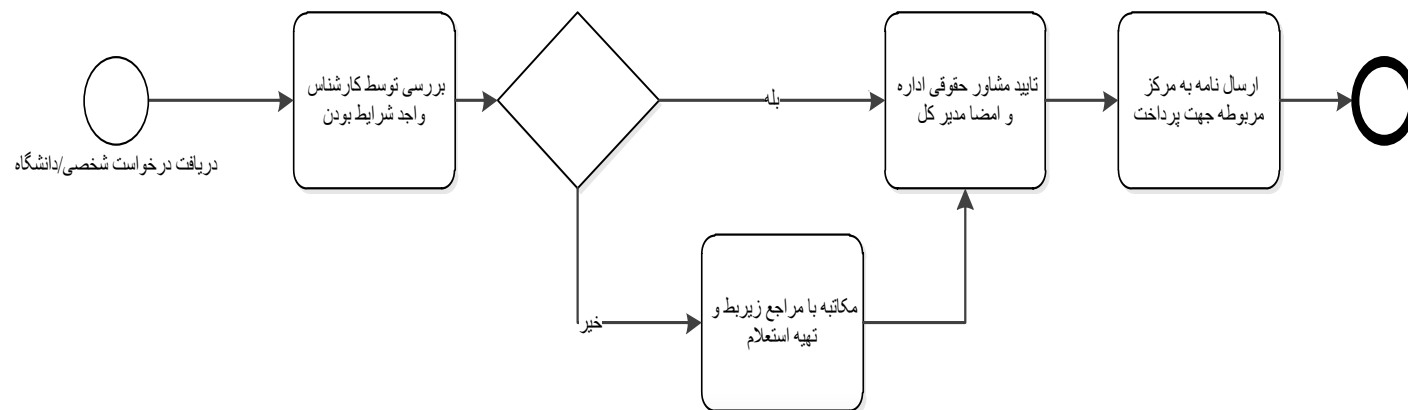 دریافت درخواست شخصی/دانشگاه
بررسی توسط کارشناس
واجد شرایط بودن
بله
خیر
مکاتبه با مراجع زیربط و
تهیه استعلام
تایید مشاور حقوقی اداره
و امضا مدیر کل
ارسال نامه به مرکز
مربوطه جهت پرداخت